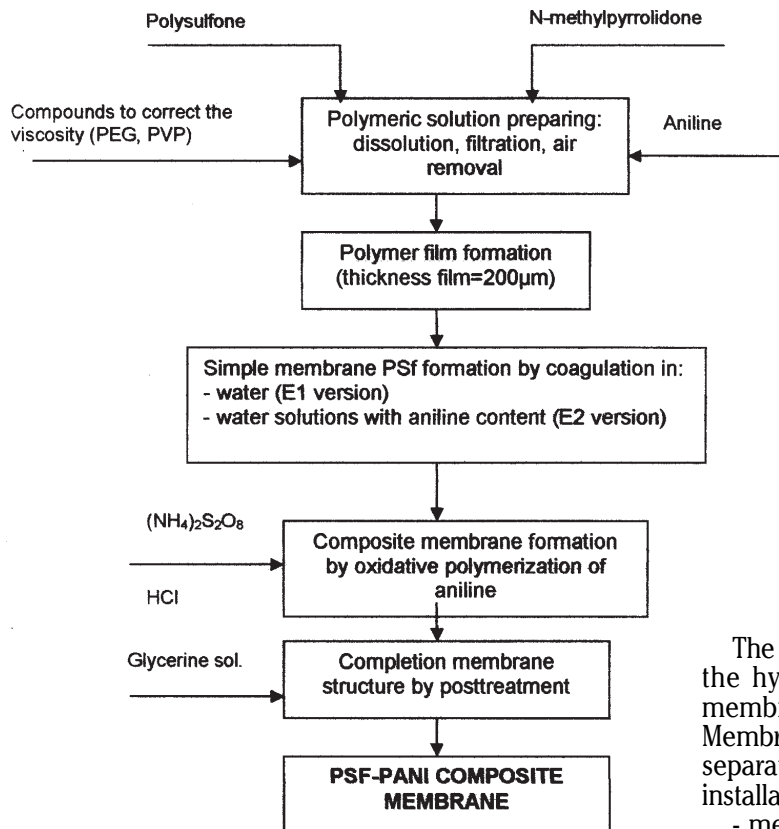 Polysulfone
N-methylpyrrolidone
Compounds to correct the
viscosity (PEG, PVP)
Polymeric solution preparing:
dissolution, filtration, air
removal
Aniline
Polymer film formation
(thickness film=200µm)
Simple membrane PSf formation by coagulation in:
- water (E1 version)
- water solutions with aniline content (E2 version)
(NH₄)₂S₂O₈
HCl
Composite membrane formation
by oxidative polymerization of
aniline
Glycerine sol.
Completion membrane
structure by posttreatment
PSF-PANI COMPOSITE
MEMBRANE
The
the hy
membr
Membr
separat
installa
- me